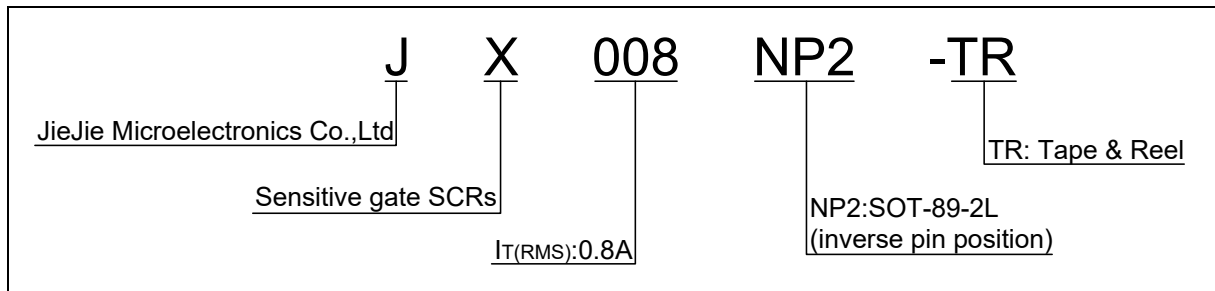 J X 008 NP2 -TR
JieJie Microelectronics Co.,Ltd
TR: Tape & Reel
Sensitive gate SCRs
NP2:SOT-89-2L
(inverse pin position)
IT(RMS):0.8A